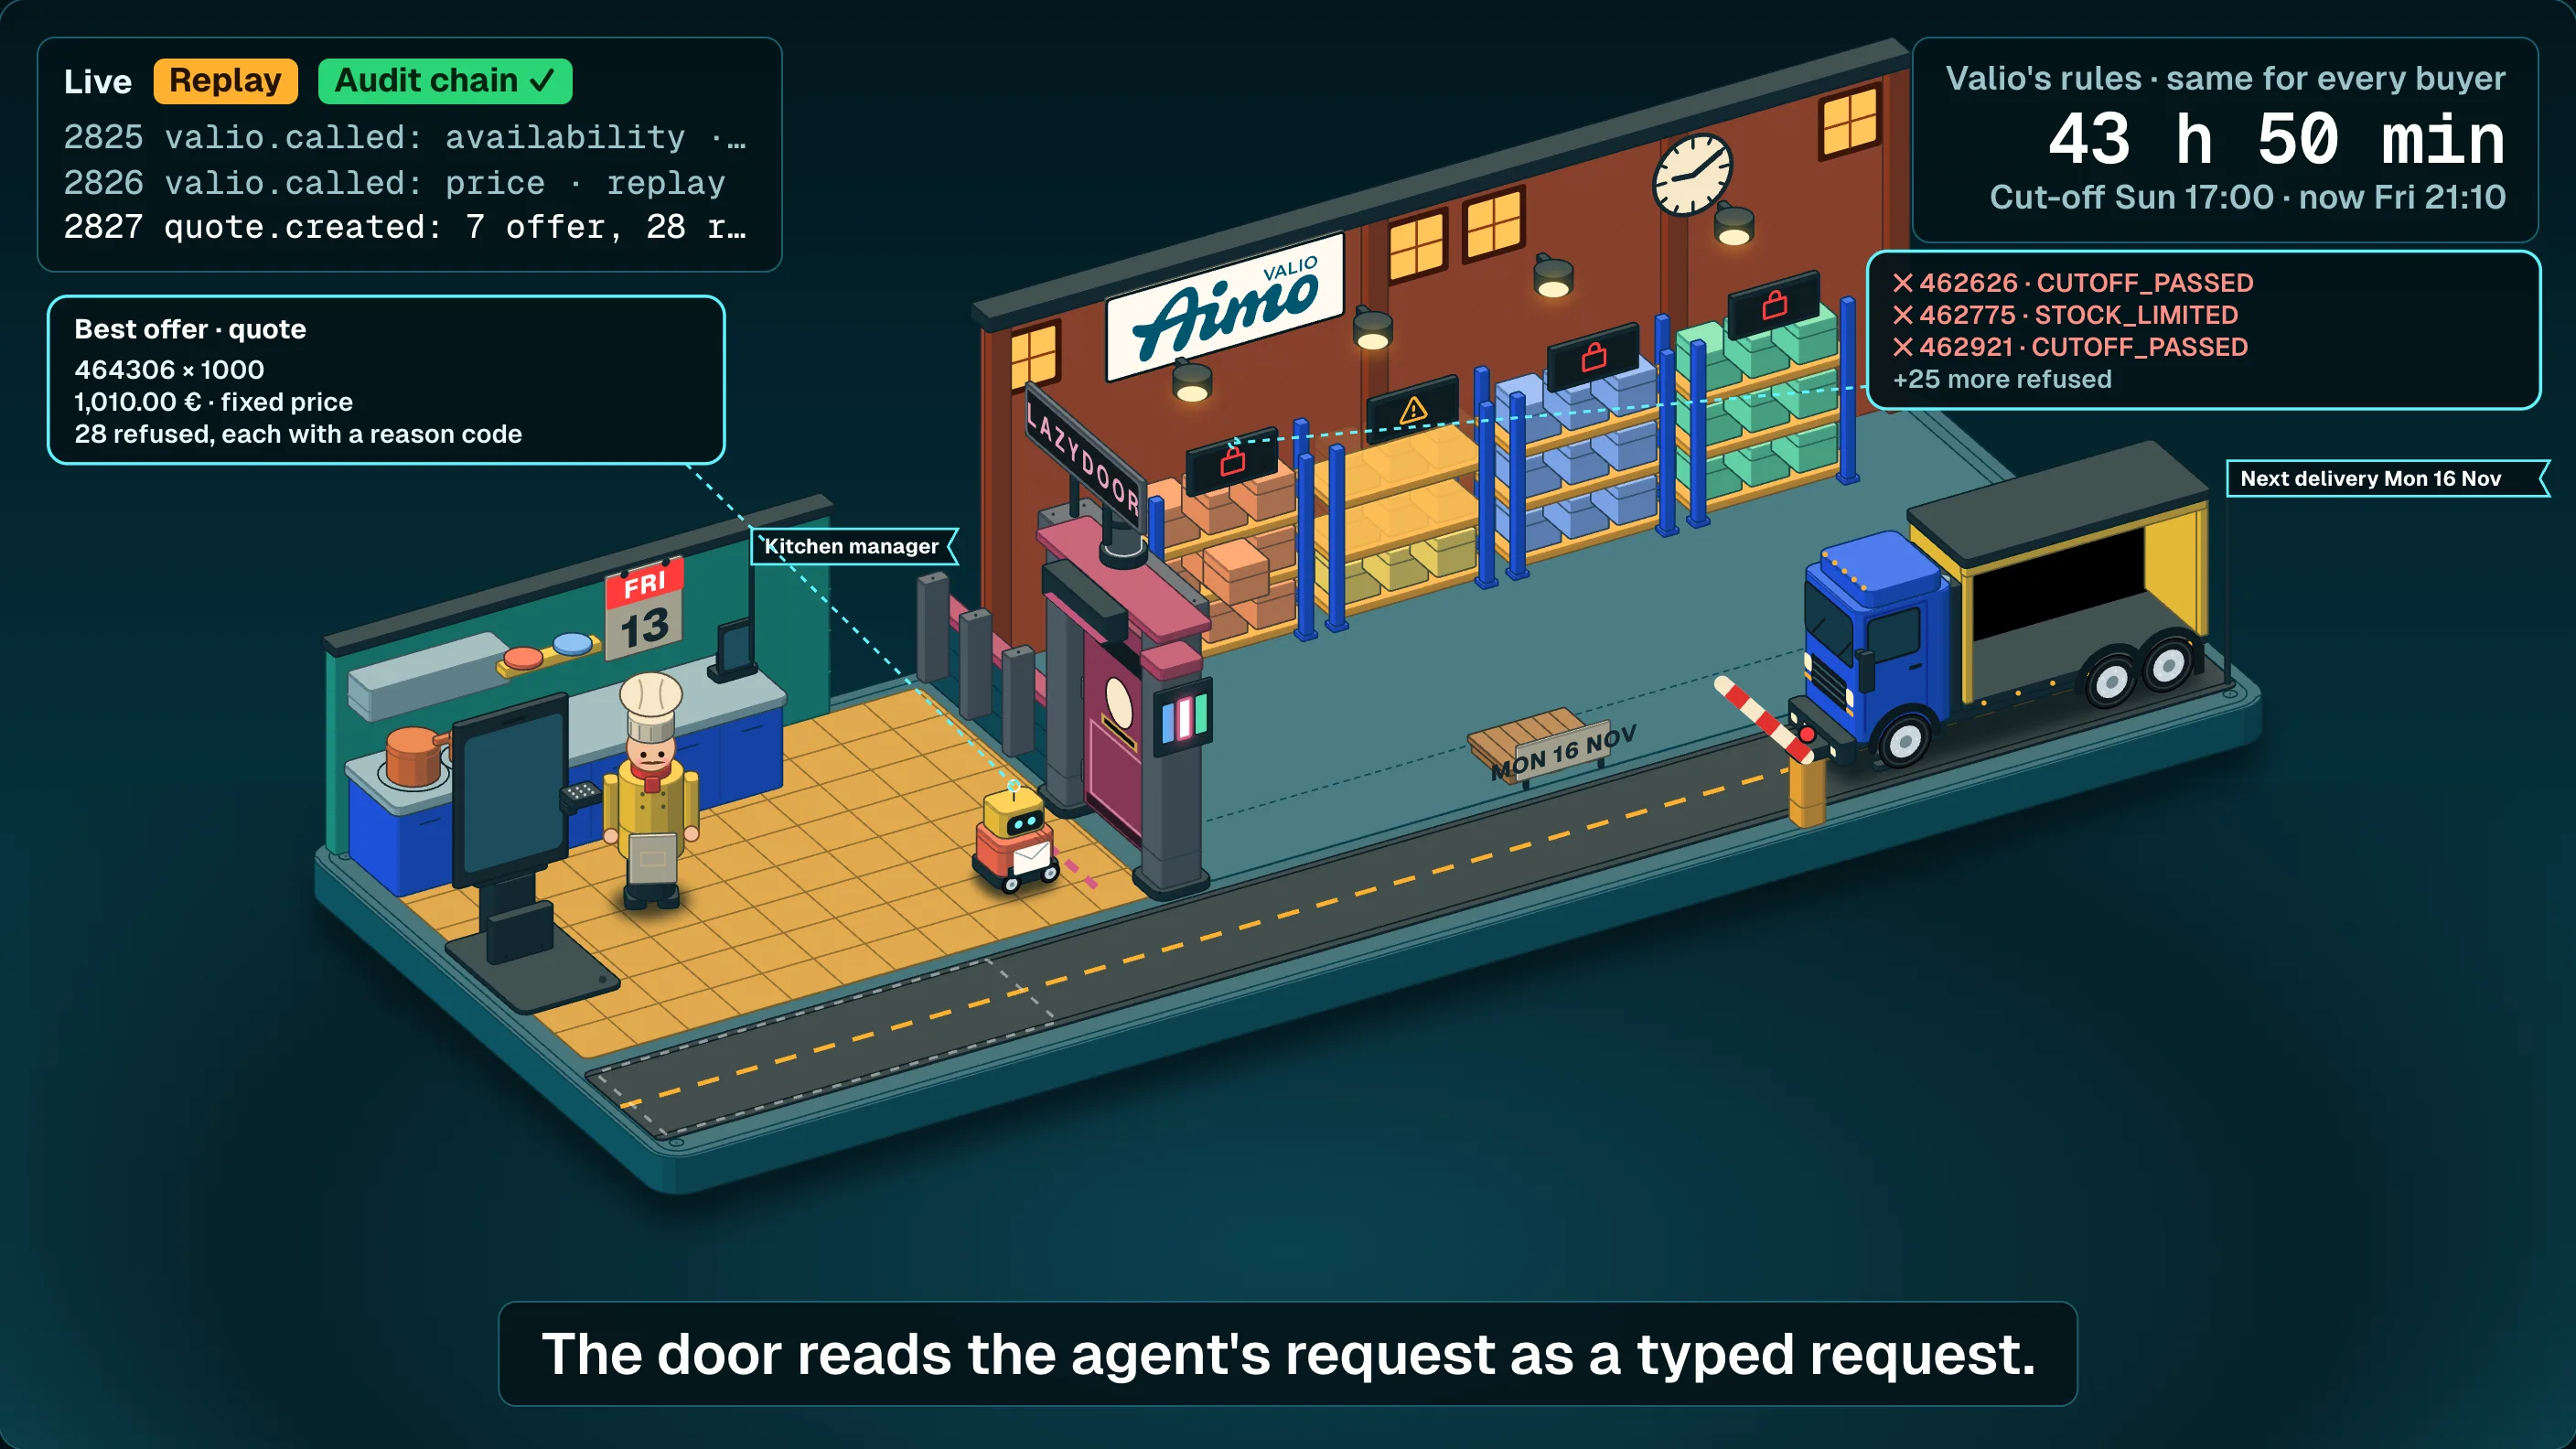 Live Replay Audit chain ✓
2825 valio.called: availability ·…
2826 valio.called: price · replay
2827 quote.created: 7 offer, 28 r…
Valio's rules · same for every buyer
43 h 50 min
Cut-off Sun 17:00 · now Fri 21:10
Best offer · quote
464306 × 1000
1,010.00 € · fixed price
28 refused, each with a reason code
✕ 462626 · CUTOFF_PASSED
✕ 462775 · STOCK_LIMITED
✕ 462921 · CUTOFF_PASSED
+25 more refused
VALIO
Aimo
LAZYDOOR
Next delivery Mon 16 Nov
Kitchen manager
FRI
13
MON 16 NOV
The door reads the agent's request as a typed request.